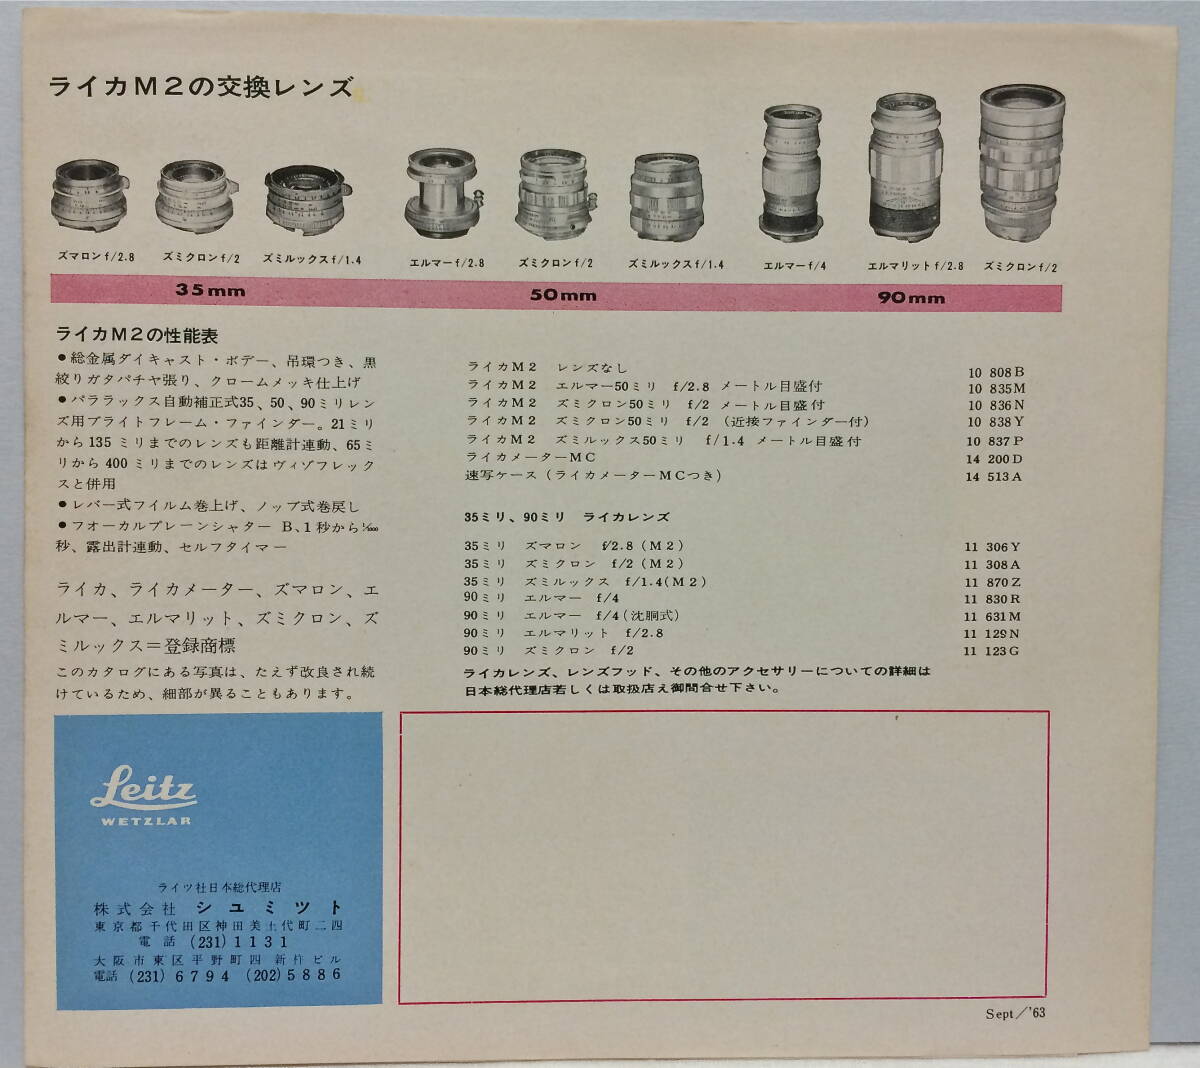 ライカM2の交換レンズ
ズマロンf/2.8
ズミクロンf/2
ズミルックスf/1.4
エルマーf/2.8
ズミクロンf/2
ズミルックスf/1.4
エルマーf/4
エルマリットf/2.8
ズミクロンf/2
35mm
50mm
90mm
ライカM2の性能表
●総金属ダイキャスト・ボデー、吊環つき、黒
絞りガタパチヤ張り、クロームメッキ仕上げ
●パララックス自動補正式35、50、90ミリレン
ズ用ブライトフレーム・ファインダー。21ミリ
から135ミリまでのレンズも距離計連動、65ミ
リから400ミリまでのレンズはヴィゾフレック
スと併用
●レバー式フイルム巻上げ、ノップ式巻戻し
●フオーカルプレーンシャター B、1秒から1/1000
秒、露出計連動、セルフタイマー
ライカ、ライカメーター、ズマロン、エ
ルマー、エルマリット、ズミクロン、ズ
ミルックス＝登録商標
このカタログにある写真は、たえず改良され続
けているため、細部が異ることもあります。
ライカM2 レンズなし 10 808B
ライカM2 エルマー50ミリ f/2.8 メートル目盛付 10 835M
ライカM2 ズミクロン50ミリ f/2 メートル目盛付 10 836N
ライカM2 ズミクロン50ミリ f/2 (近接ファインダー付) 10 838Y
ライカM2 ズミルックス50ミリ f/1.4 メートル目盛付 10 837P
ライカメーターMC 14 200D
速写ケース (ライカメーターMCつき) 14 513A
35ミリ、90ミリ ライカレンズ
35ミリ ズマロン f/2.8 (M2) 11 306Y
35ミリ ズミクロン f/2 (M2) 11 308A
35ミリ ズミルックス f/1.4(M2) 11 870Z
90ミリ エルマー f/4 11 830R
90ミリ エルマー f/4 (沈胴式) 11 631M
90ミリ エルマリット f/2.8 11 129N
90ミリ ズミクロン f/2 11 123G
ライカレンズ、レンズフッド、その他のアクセサリーについての詳細は
日本総代理店若しくは取扱店え御問合せ下さい。
Leitz
WETZLAR
ライツ社日本総代理店
株式会社 シユミツト
東京都千代田区神田美土代町二四
電話 (231)1131
大阪市東区平野町四 新 ビル
電話 (231)6794 (202)5886
Sept／'63